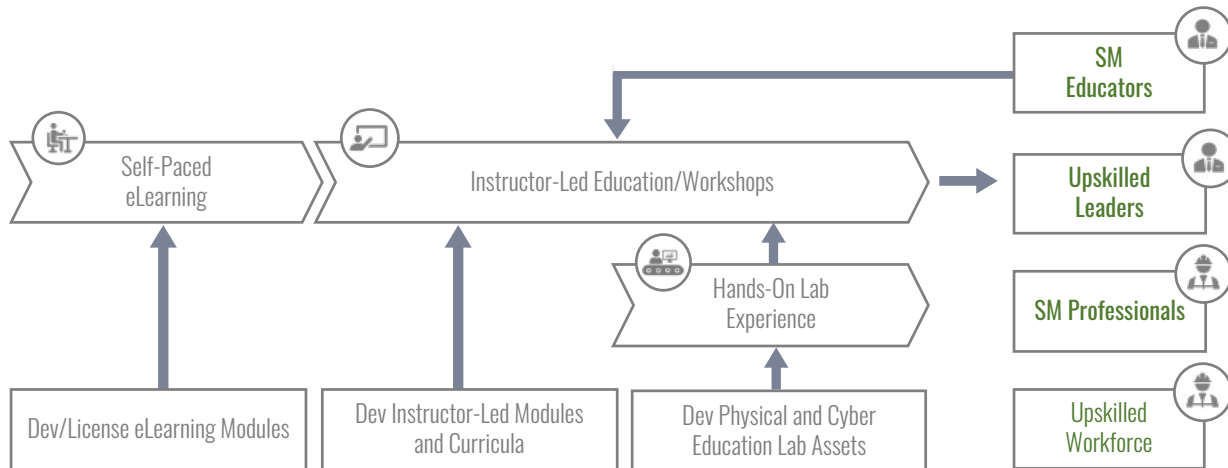 SM
Educators
Self-Paced
eLearning
Instructor-Led Education/Workshops
Upskilled
Leaders
Hands-On Lab
Experience
SM Professionals
Dev/License eLearning Modules
Dev Instructor-Led Modules
and Curricula
Dev Physical and Cyber
Education Lab Assets
Upskilled
Workforce